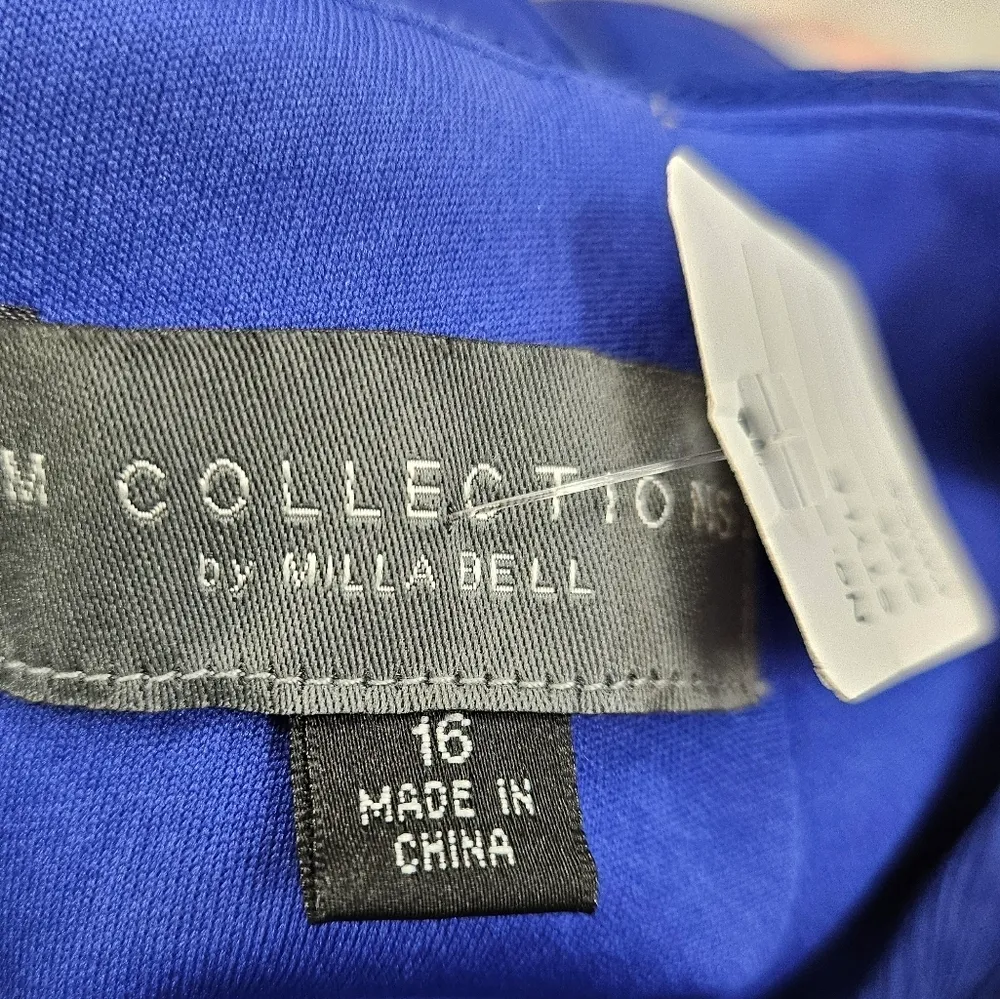 M COLLECTIONS
by MILLA BELL
16
MADE IN
CHINA